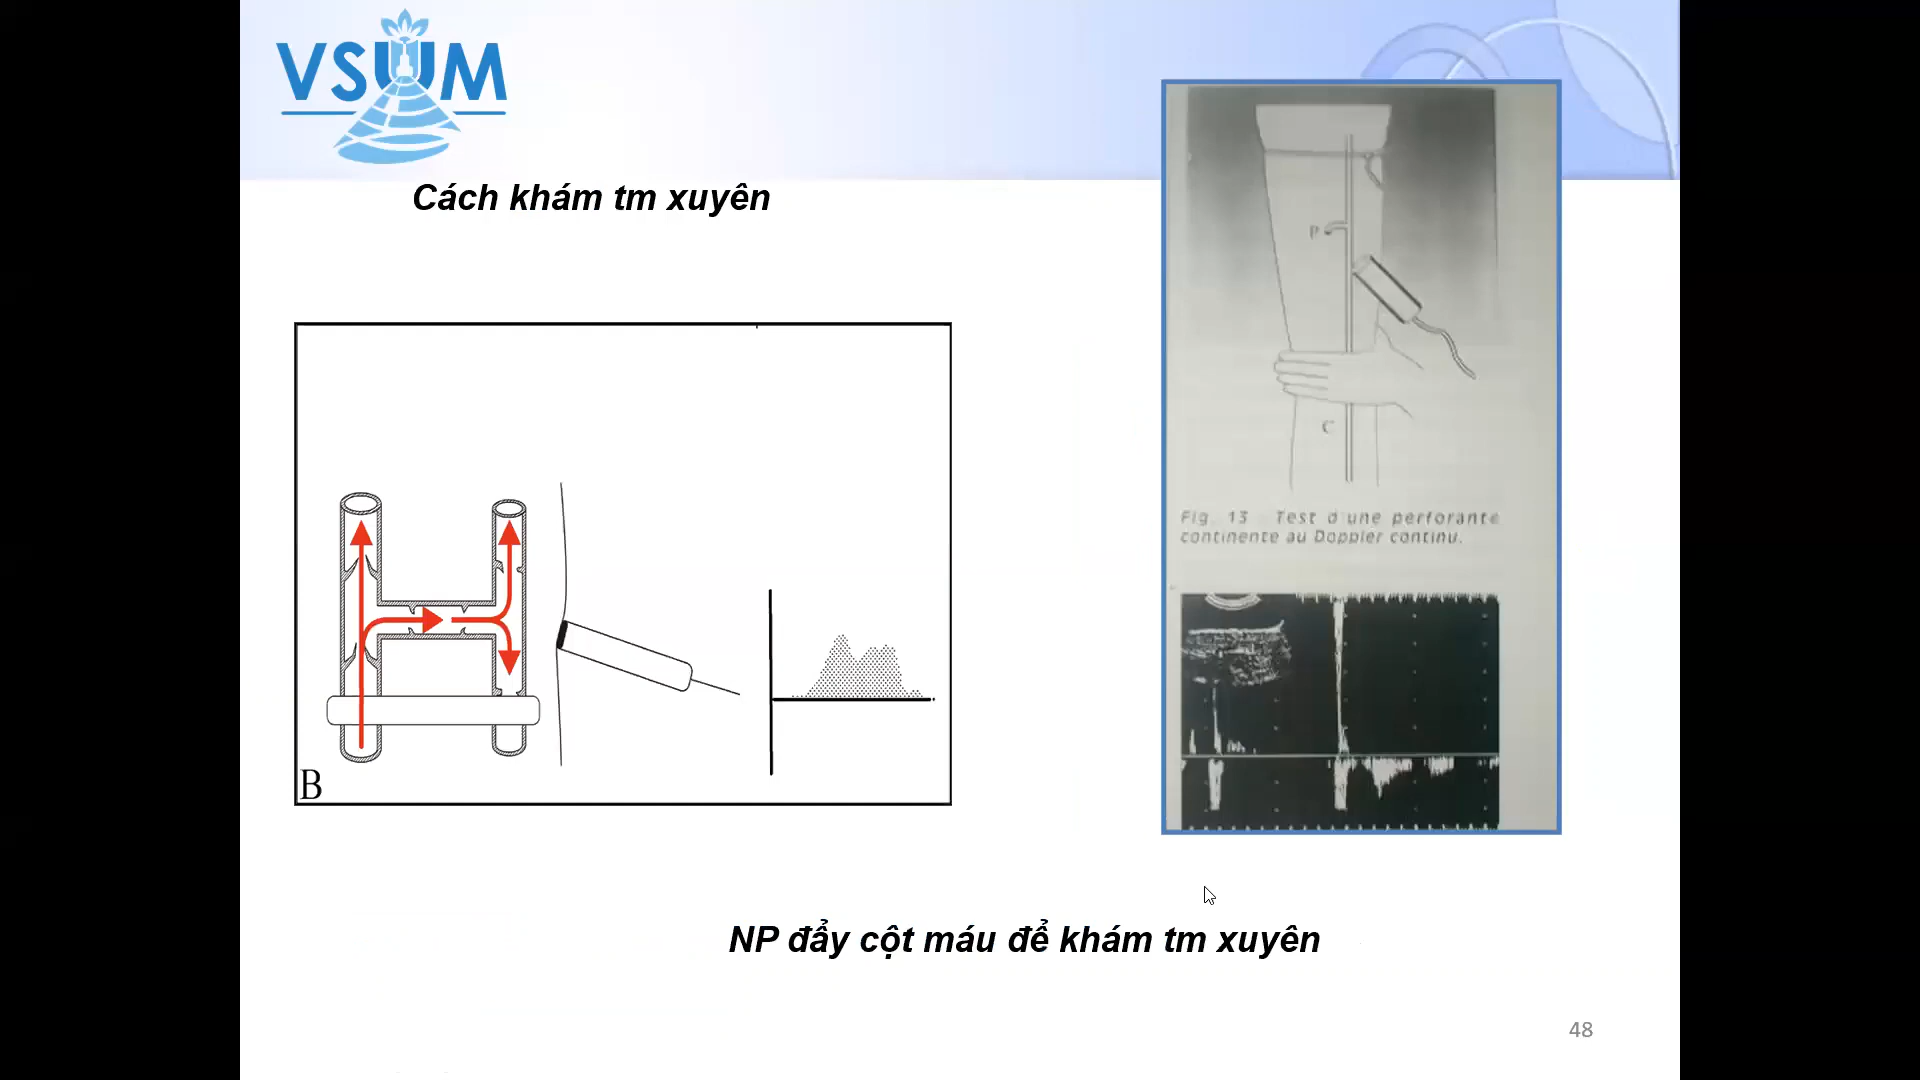 VSUM
Cách khám tm xuyên
P
C
Fig. 13 . Test d'une perforante
continente au Doppler continu.
B
NP đẩy cột máu để khám tm xuyên
48